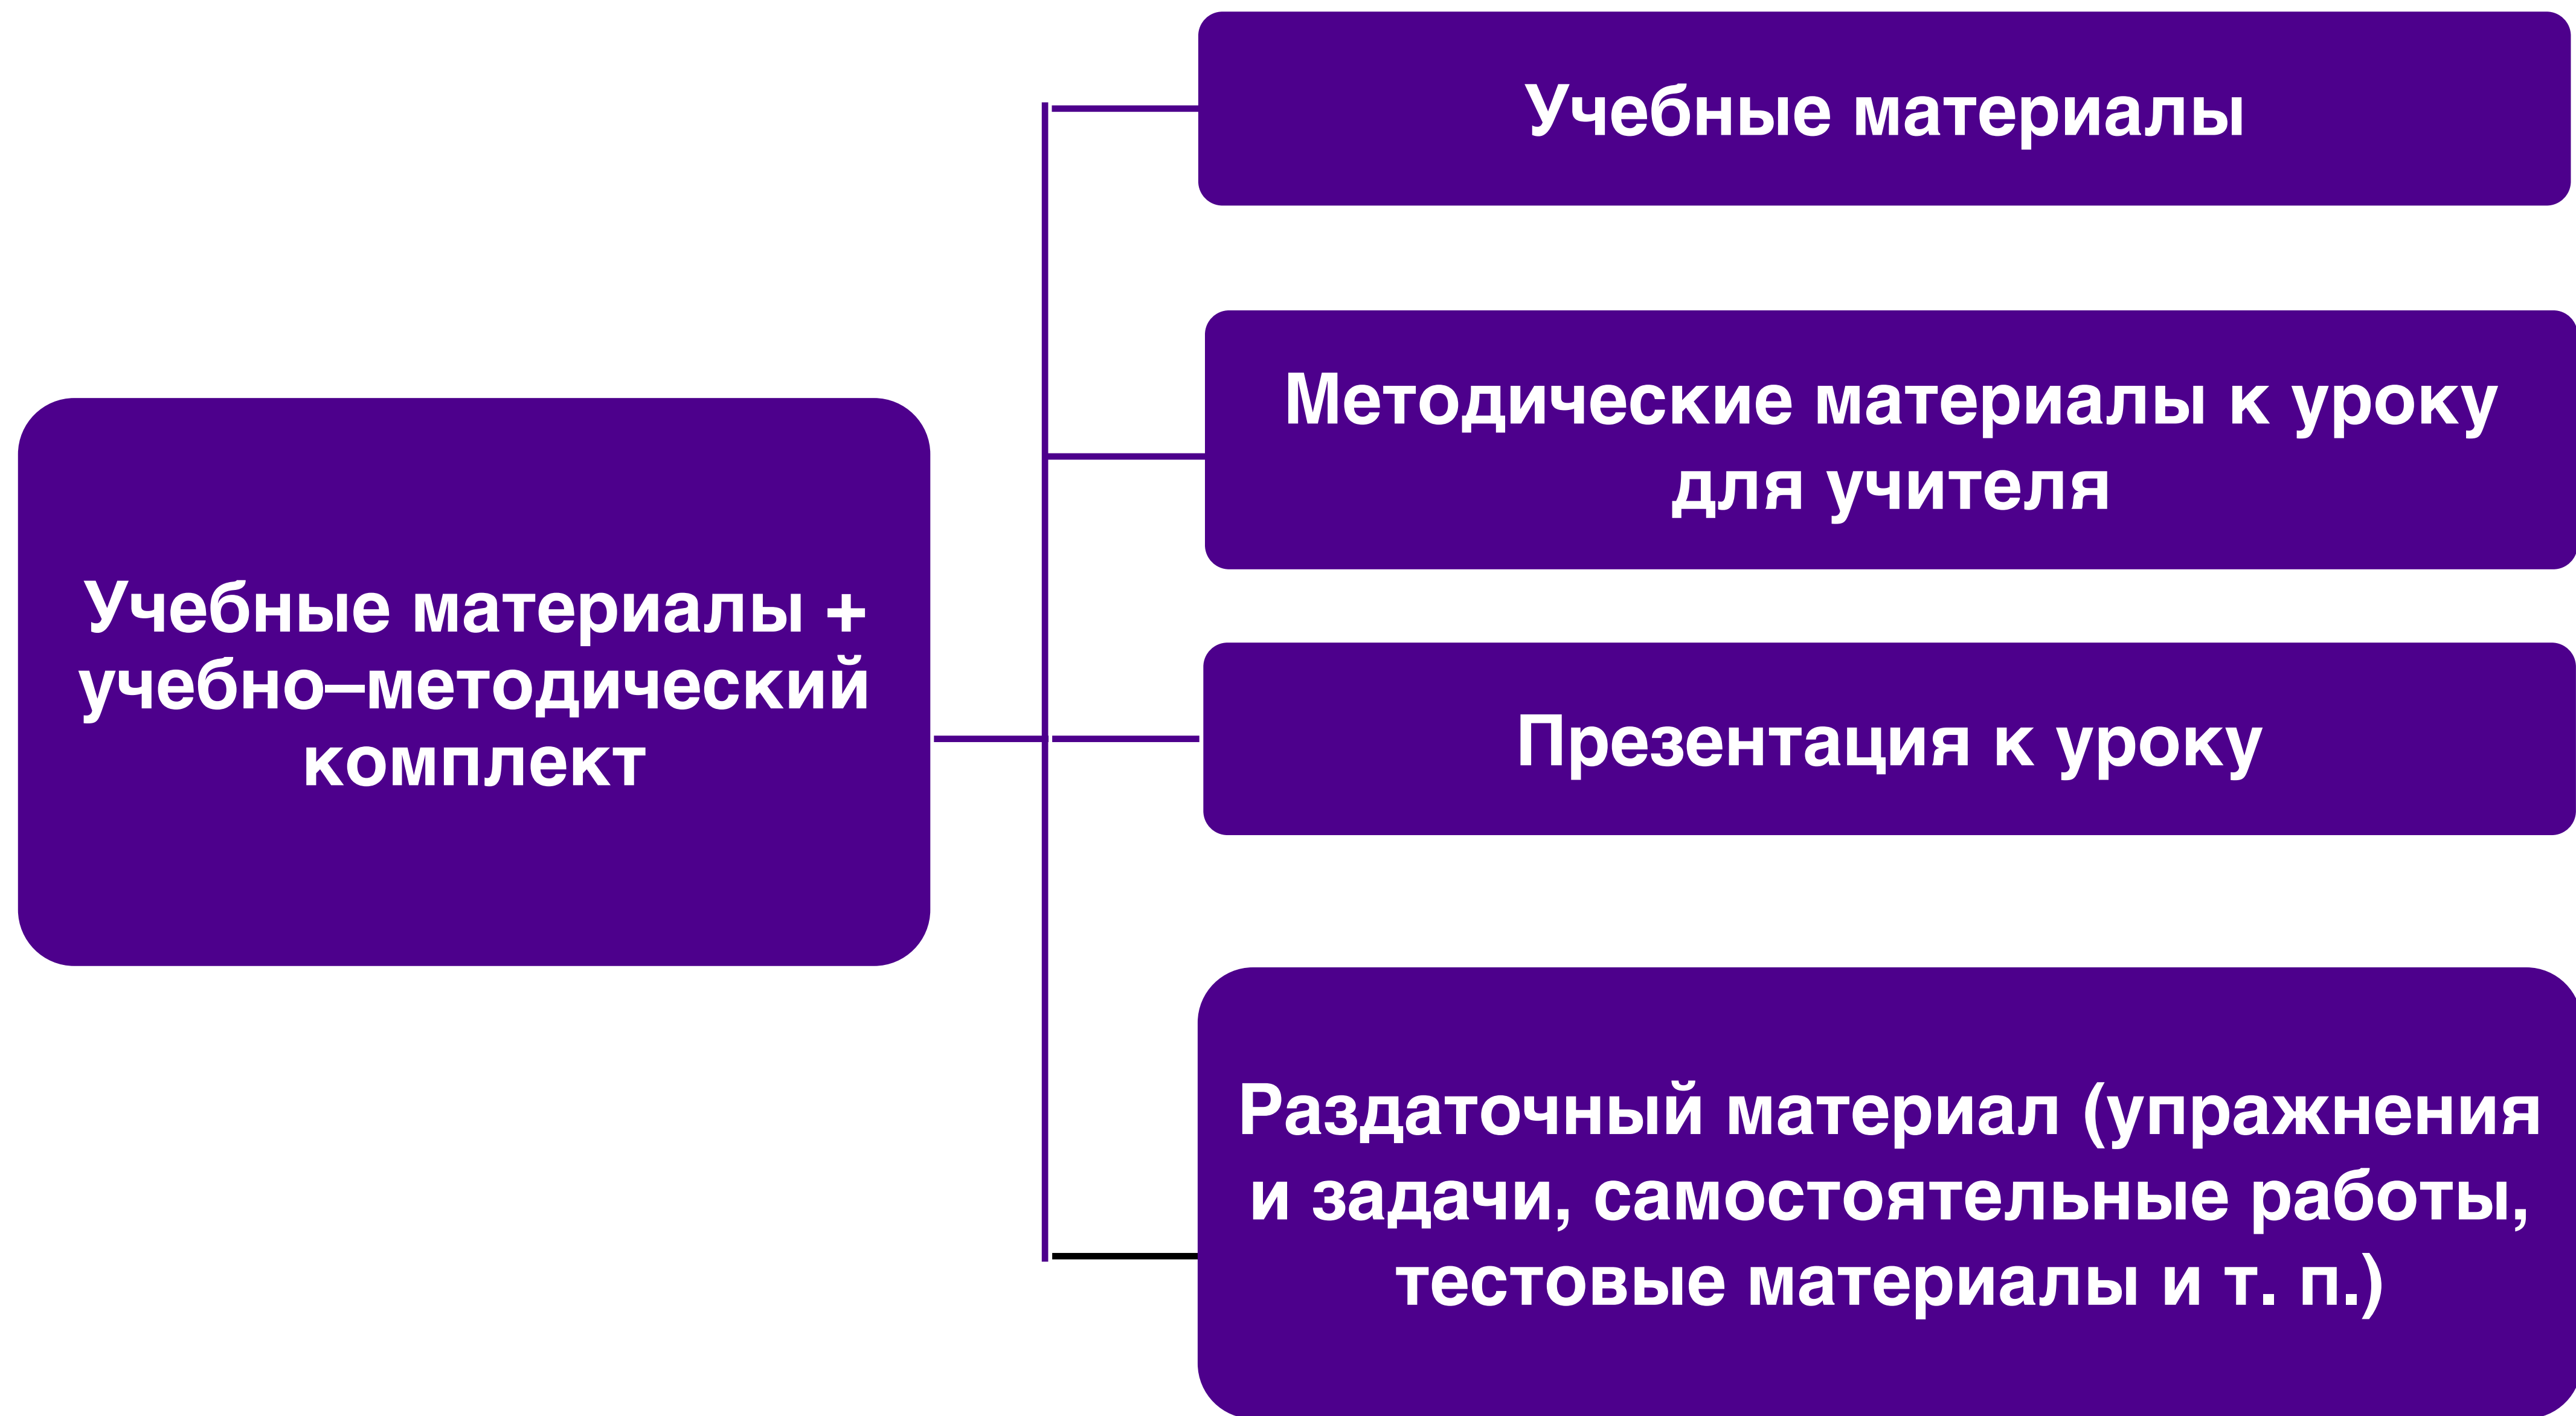 Учебные материалы
Методические материалы к уроку
для учителя
Учебные материалы +
учебно–методический
комплект
Презентация к уроку
Раздаточный материал (упражнения
и задачи, самостоятельные работы,
тестовые материалы и т. п.)